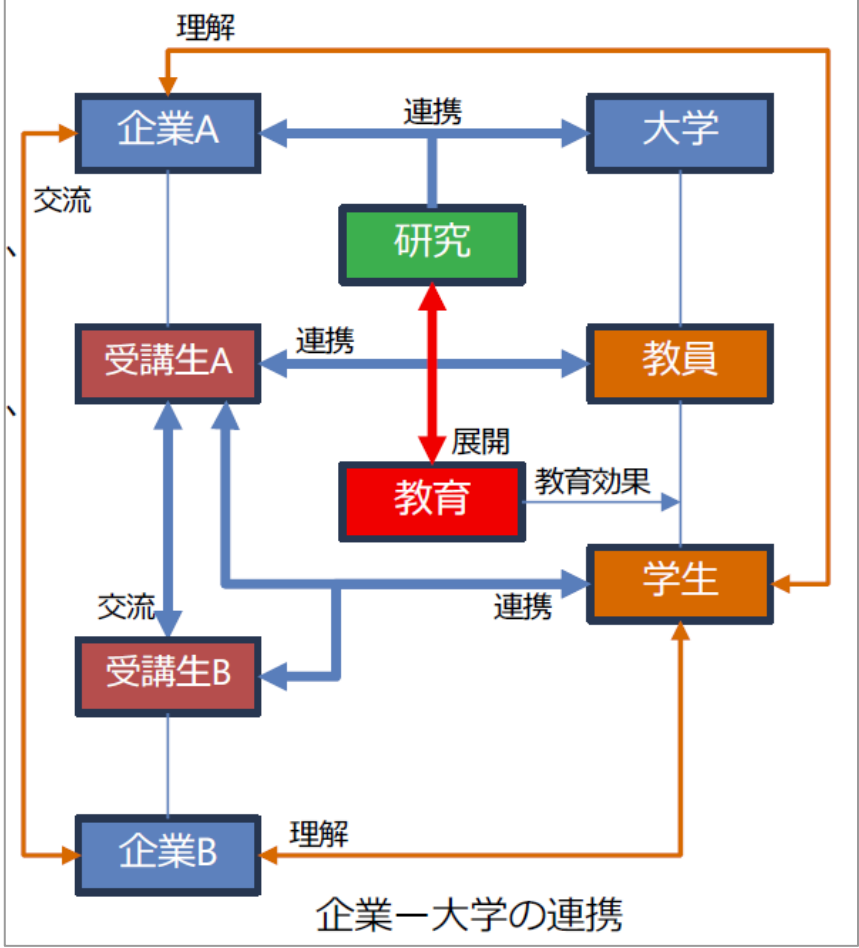 理解
企業A
連携
大学
交流
研究
、
受講生A
連携
教員
、
展開
教育
教育効果
学生
交流
連携
受講生B
理解
企業B
企業ー大学の連携